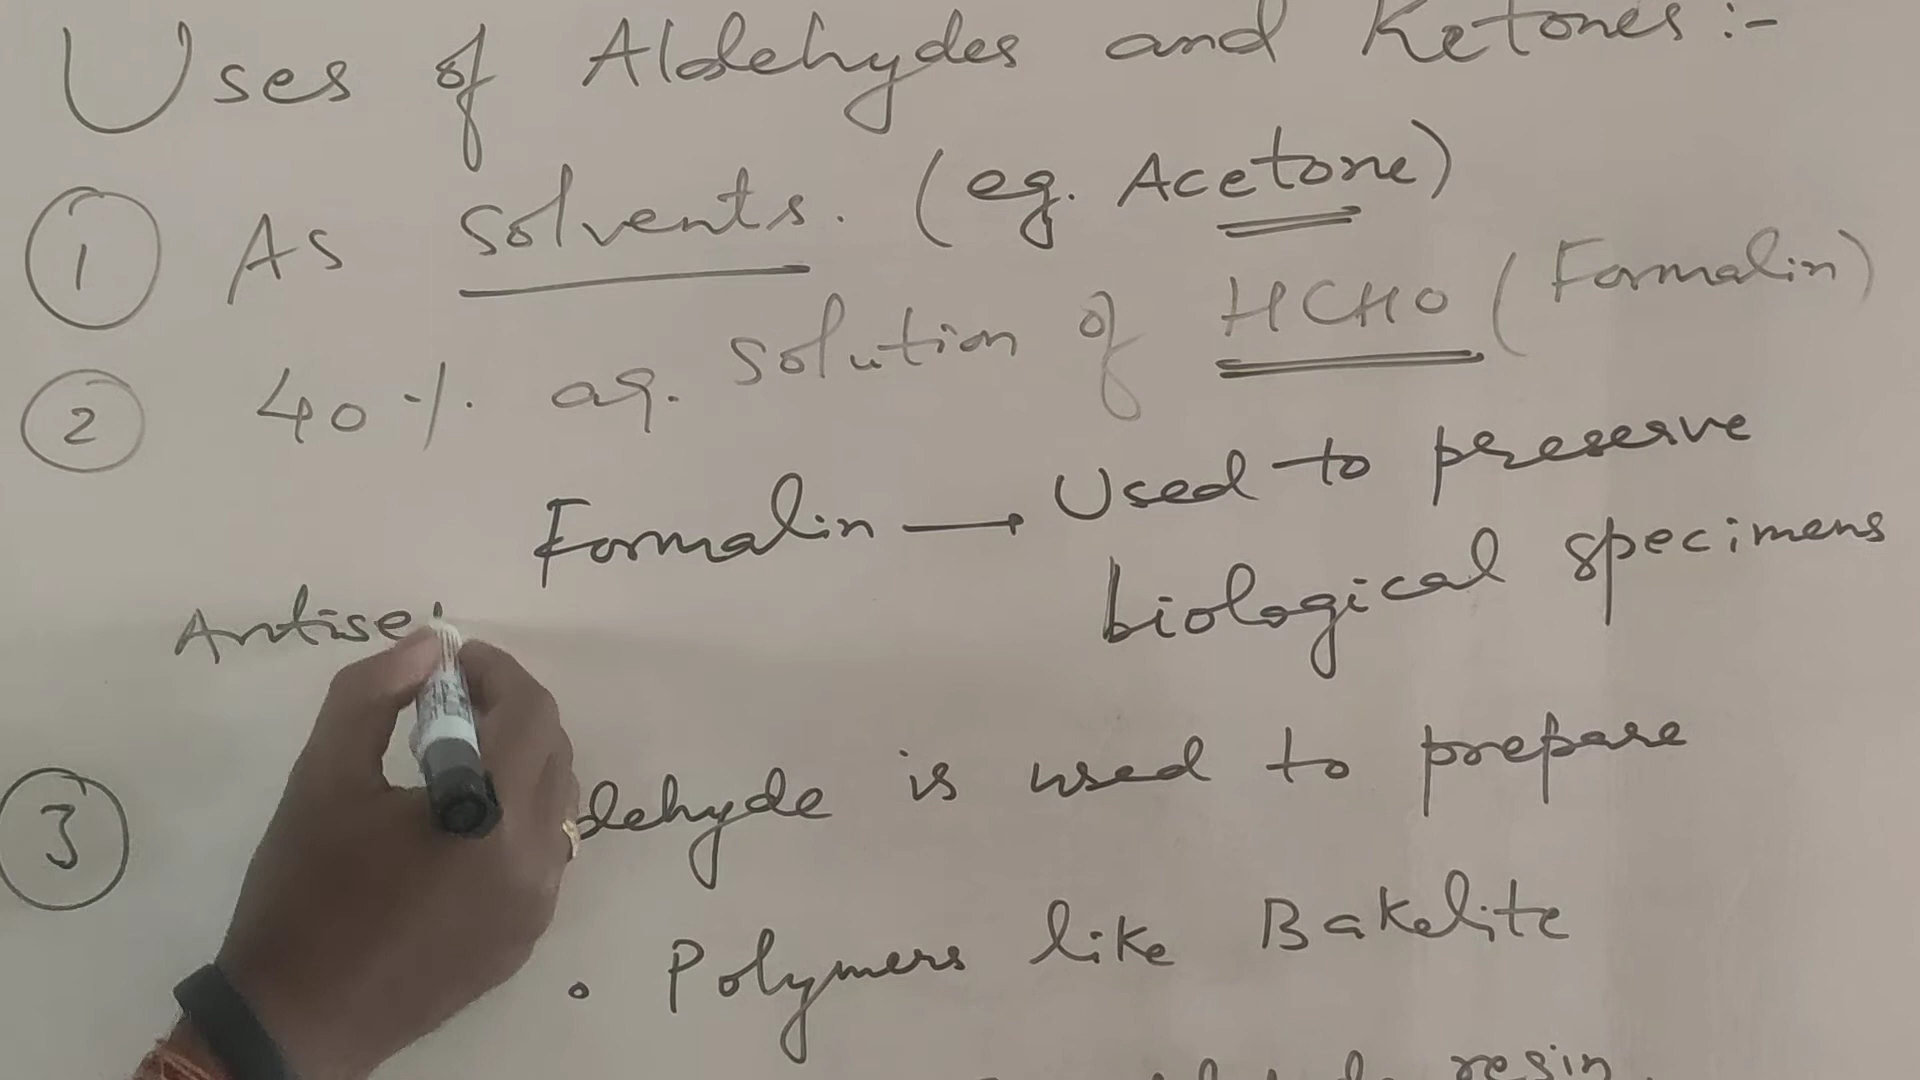 Uses of Aldehydes and Ketones :-
1 As solvents. (eg. Acetone)
2 40 % aq. solution of HCHO (Formalin)
Formalin → Used to preserve
biological specimens
Antise
3 dehyde is used to prepare
• Polymers like Bakelite
resin